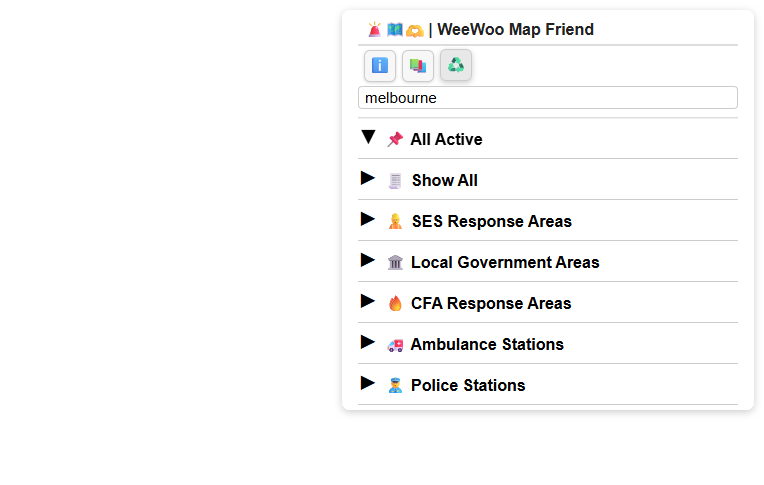 | WeeWoo Map Friend
melbourne
All Active
Show All
SES Response Areas
Local Government Areas
CFA Response Areas
Ambulance Stations
Police Stations